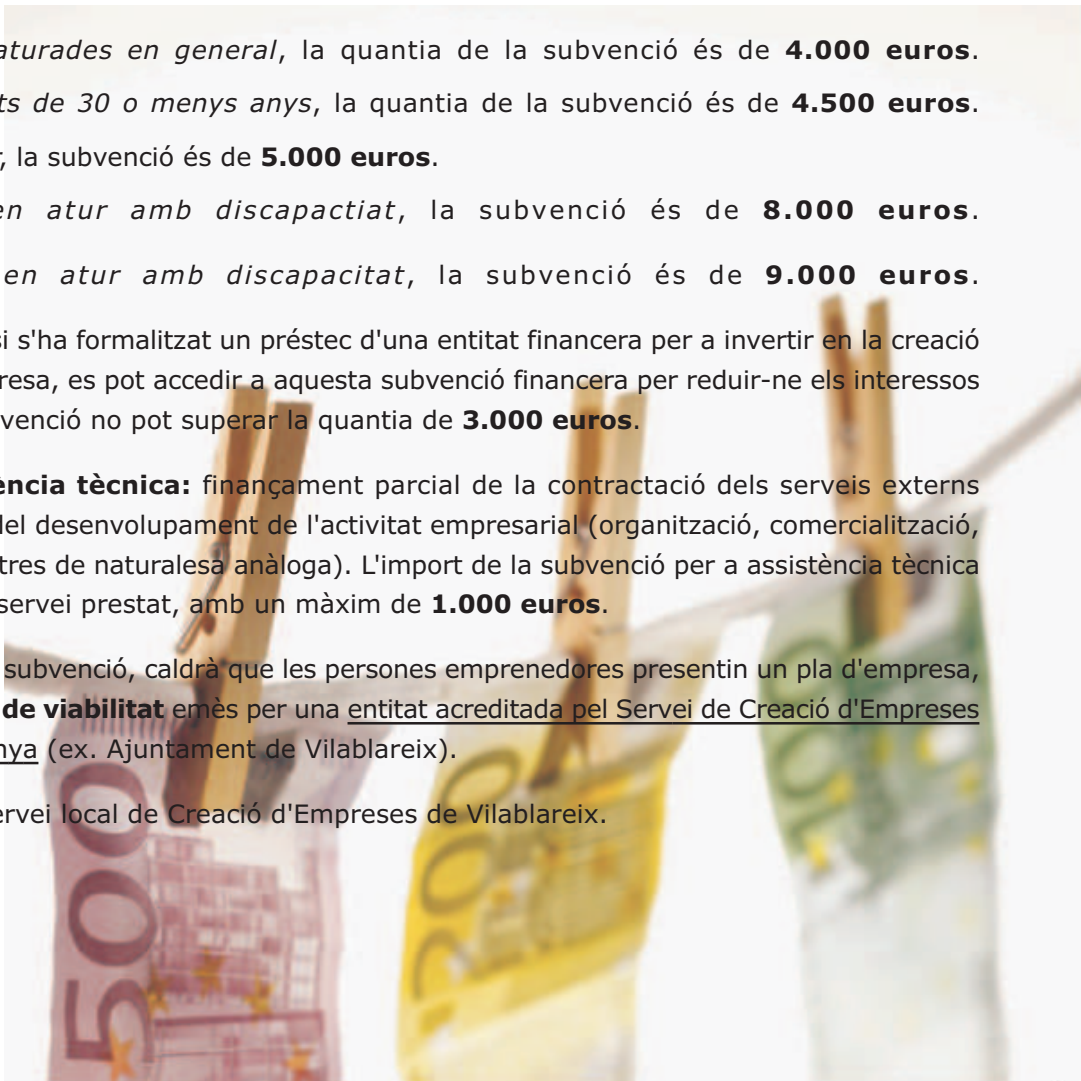 aturades en general, la quantia de la subvenció és de 4.000 euros.
ts de 30 o menys anys, la quantia de la subvenció és de 4.500 euros.
r, la subvenció és de 5.000 euros.
en atur amb discapactiat, la subvenció és de 8.000 euros.
en atur amb discapacitat, la subvenció és de 9.000 euros.
si s'ha formalitzat un préstec d'una entitat financera per a invertir en la creació
resa, es pot accedir a aquesta subvenció financera per reduir-ne els interessos
venció no pot superar la quantia de 3.000 euros.
ència tècnica: finançament parcial de la contractació dels serveis externs
del desenvolupament de l'activitat empresarial (organització, comercialització,
tres de naturalesa anàloga). L'import de la subvenció per a assistència tècnica
servei prestat, amb un màxim de 1.000 euros.
subvenció, caldrà que les persones emprenedores presentin un pla d'empresa,
de viabilitat emès per una entitat acreditada pel Servei de Creació d'Empreses
nya (ex. Ajuntament de Vilablareix).
ervei local de Creació d'Empreses de Vilablareix.
500
200
100